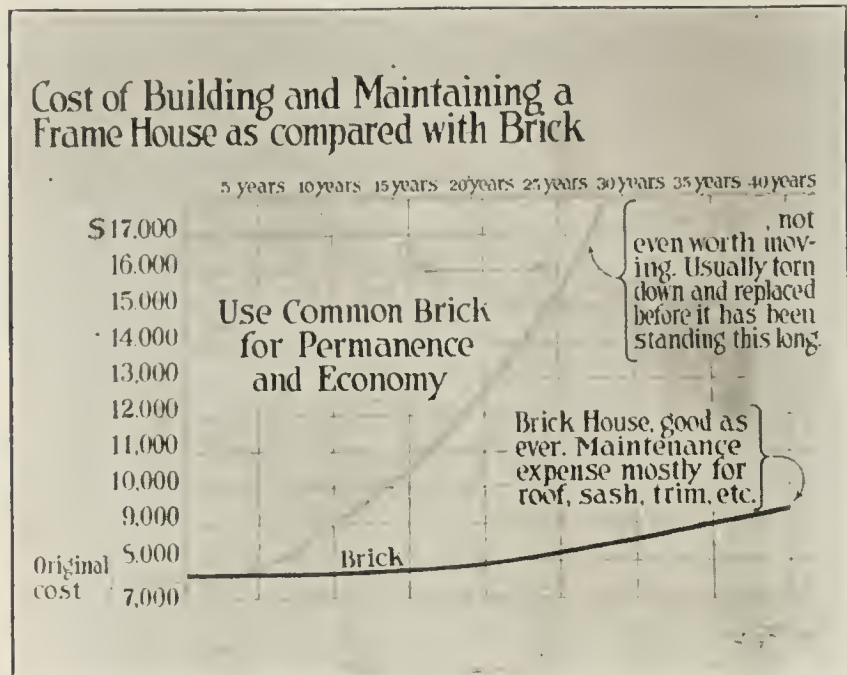 Cost of Building and Maintaining a
Frame House as compared with Brick
5 years 10 years 15 years 20 years 25 years 30 years 35 years 40 years
$17.000
16.000
15.000
14.000
13,000
12.000
11,000
10,000
9,000
8.000
7,000
Original
cost
Use Common Brick
for Permanence
and Economy
, not
even worth mov-
ing. Usually torn
down and replaced
before it has been
standing this long.
Brick House, good as
ever. Maintenance
expense mostly for
roof, sash, trim, etc.
Brick